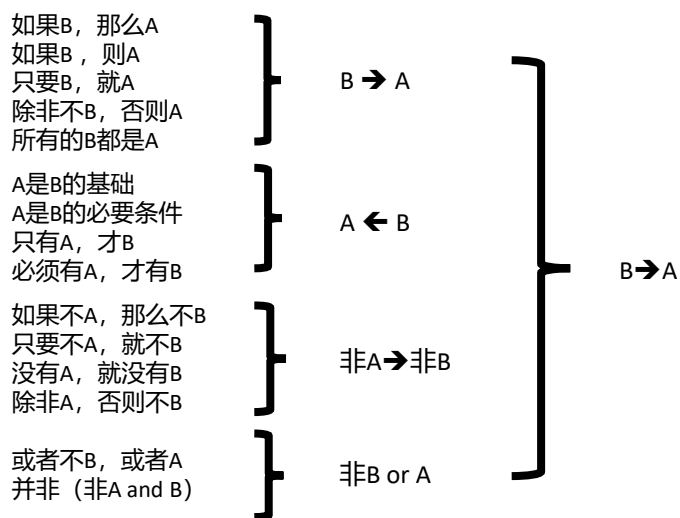 如果B，那么A
如果B ，则A
只要B，就A
除非不B，否则A
所有的B都是A
B → A
A是B的基础
A是B的必要条件
只有A，才B
必须有A，才有B
A ← B
B→A
如果不A，那么不B
只要不A，就不B
没有A，就没有B
除非A，否则不B
非A→非B
或者不B，或者A
并非（非A and B）
非B or A